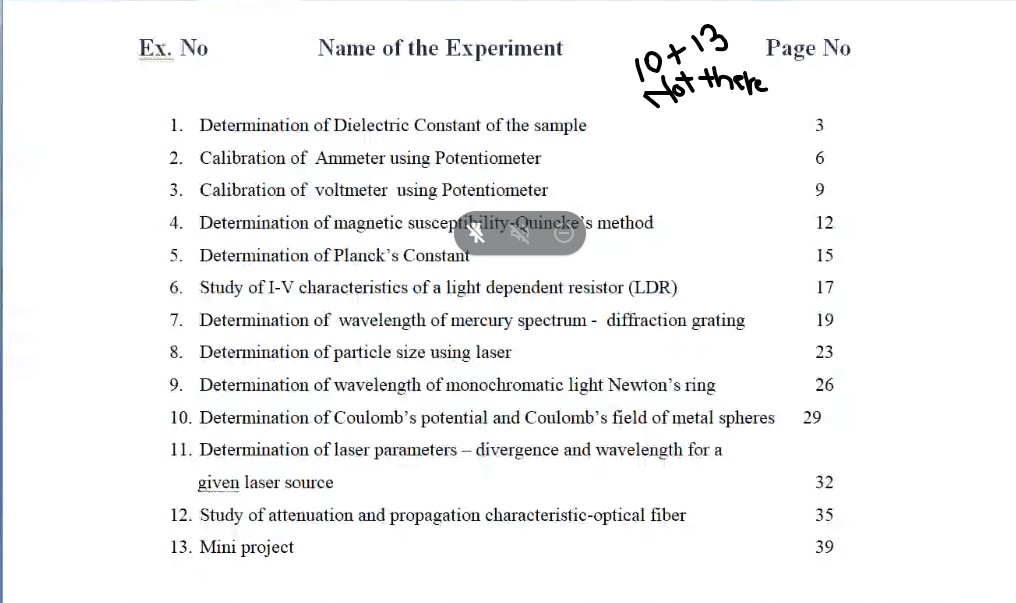 Ex. No Name of the Experiment 10+13 Page No
Not there
1. Determination of Dielectric Constant of the sample 3
2. Calibration of Ammeter using Potentiometer 6
3. Calibration of voltmeter using Potentiometer 9
4. Determination of magnetic susceptibility-Quincke's method 12
5. Determination of Planck's Constant 15
6. Study of I-V characteristics of a light dependent resistor (LDR) 17
7. Determination of wavelength of mercury spectrum - diffraction grating 19
8. Determination of particle size using laser 23
9. Determination of wavelength of monochromatic light Newton's ring 26
10. Determination of Coulomb's potential and Coulomb's field of metal spheres 29
11. Determination of laser parameters – divergence and wavelength for a
given laser source 32
12. Study of attenuation and propagation characteristic-optical fiber 35
13. Mini project 39